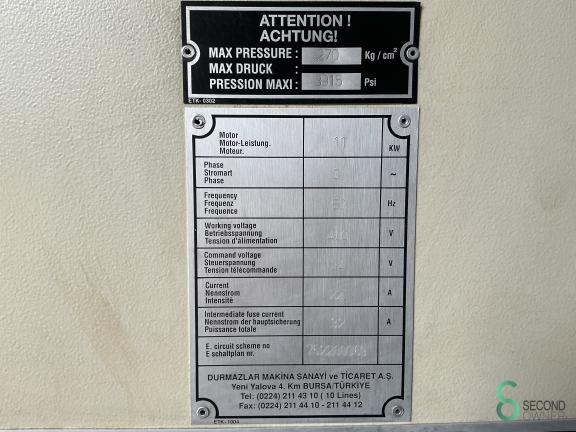 ATTENTION !
ACHTUNG!
MAX PRESSURE : 270 Kg / cm²
MAX DRUCK :
PRESSION MAXI : Psi
ETK- 0302
Motor
Motor-Leistung. 11
Moteur. KW
Phase
Stromart 3 ~
Phase
Frequency
Frequenz Hz
Frequence
Working voltage
Betriebsspannung V
Tension d'álimentation
Command voltage
Steuerspannung V
Tension télécommande
Current
Nennstrom 22 A
Intensité
Intermediate fuse current
Nennstrom der hauptsicherung 32 A
Puissance totale
E. circuit scheme no
E schaltplan nr.
DURMAZLAR MAKİNA SANAYİ ve TİCARET A.Ş.
Yeni Yalova 4. Km BURSA/TÜRKİYE
Tel: (0224) 211 43 10 ( 10 Lines)
Fax: (0224) 211 44 10 - 211 44 12
ETK- 1004
SECOND
OWNER